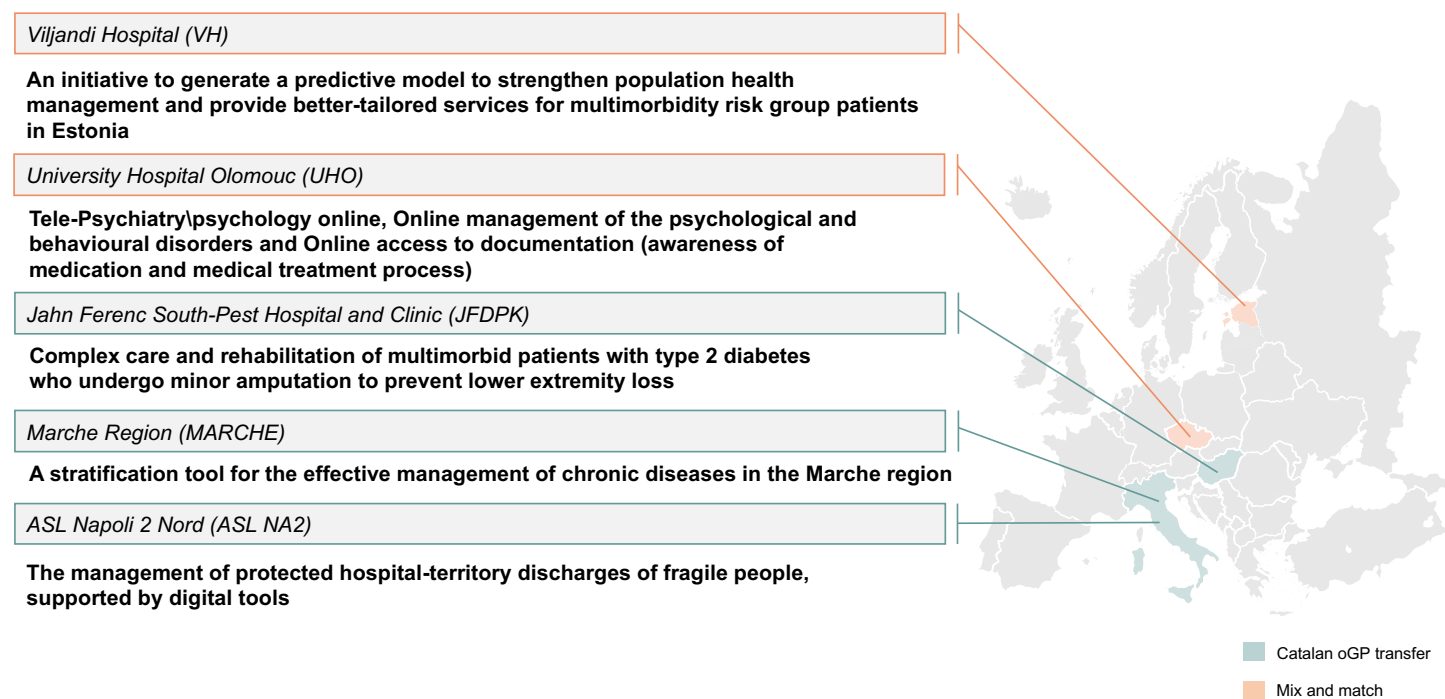 Viljandi Hospital (VH)
An initiative to generate a predictive model to strengthen population health
management and provide better-tailored services for multimorbidity risk group patients
in Estonia
University Hospital Olomouc (UHO)
Tele-Psychiatry\psychology online, Online management of the psychological and
behavioural disorders and Online access to documentation (awareness of
medication and medical treatment process)
Jahn Ferenc South-Pest Hospital and Clinic (JFDPK)
Complex care and rehabilitation of multimorbid patients with type 2 diabetes
who undergo minor amputation to prevent lower extremity loss
Marche Region (MARCHE)
A stratification tool for the effective management of chronic diseases in the Marche region
ASL Napoli 2 Nord (ASL NA2)
The management of protected hospital-territory discharges of fragile people,
supported by digital tools
Catalan oGP transfer
Mix and match